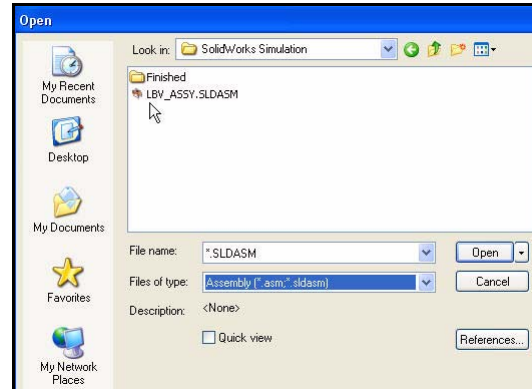 Open
Look in: SolidWorks Simulation
My Recent
Documents
Desktop
My Documents
Favorites
My Network
Places
Finished
LBV_ASSY.SLDASM
File name: *.SLDASM Open
Files of type: Assembly (*.asm;*.sldasm) Cancel
Description: <None>
Quick view References...